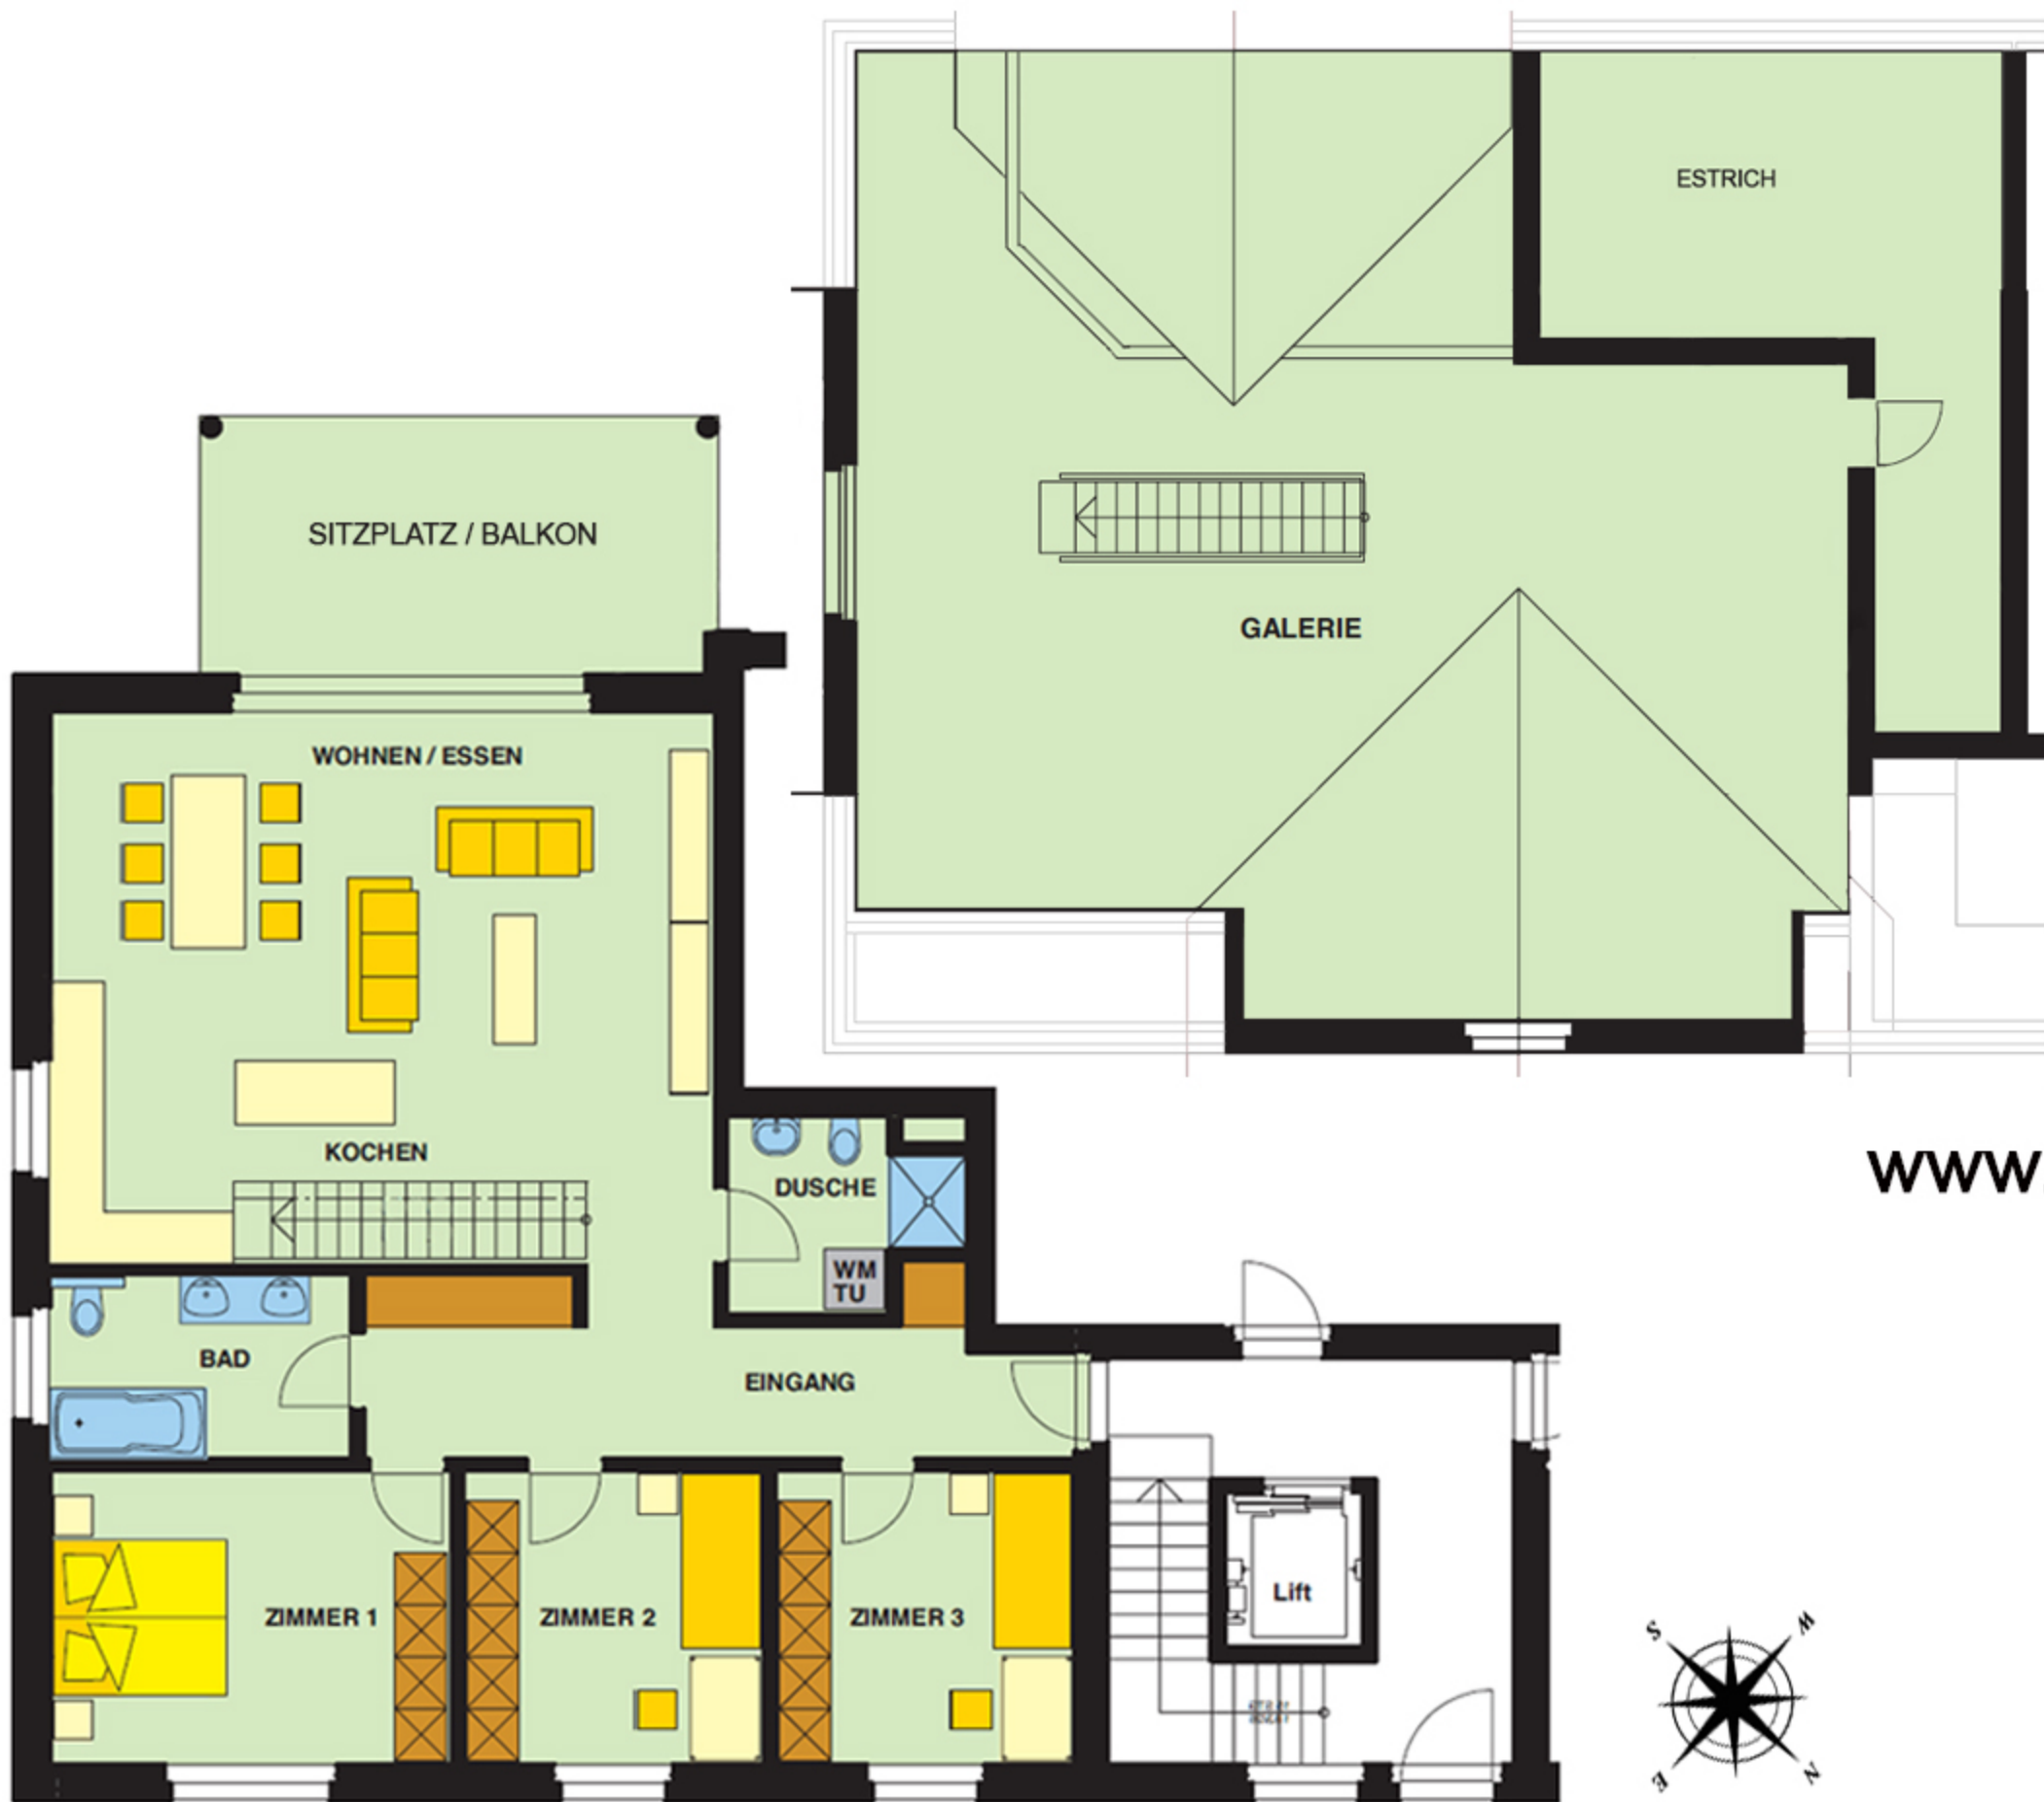 ESTRICH
SITZPLATZ / BALKON
GALERIE
WOHNEN / ESSEN
KOCHEN
DUSCHE
WM
TU
BAD
EINGANG
ZIMMER 1
ZIMMER 2
ZIMMER 3
Lift
WWW.
S
W
E
N